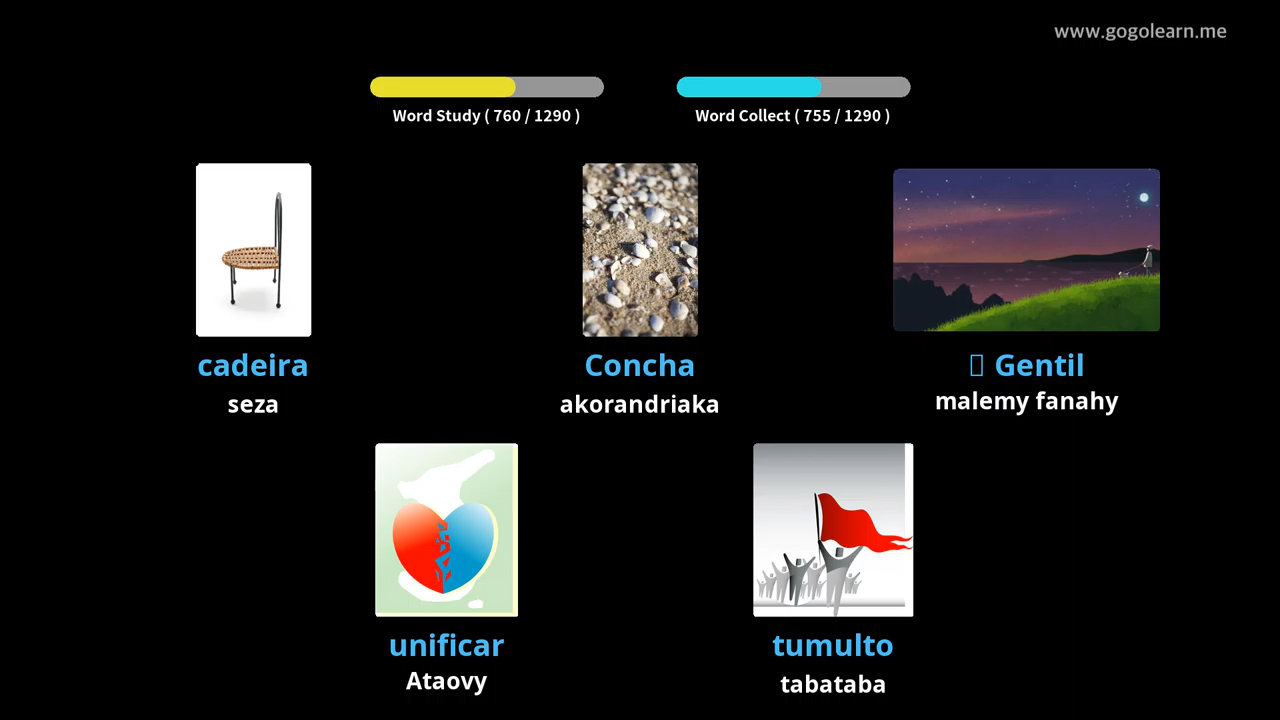 www.gogolearn.me
Word Study ( 760 / 1290 )
Word Collect ( 755 / 1290 )
cadeira
seza
Concha
akorandriaka
Gentil
malemy fanahy
unificar
Ataovy
tumulto
tabataba